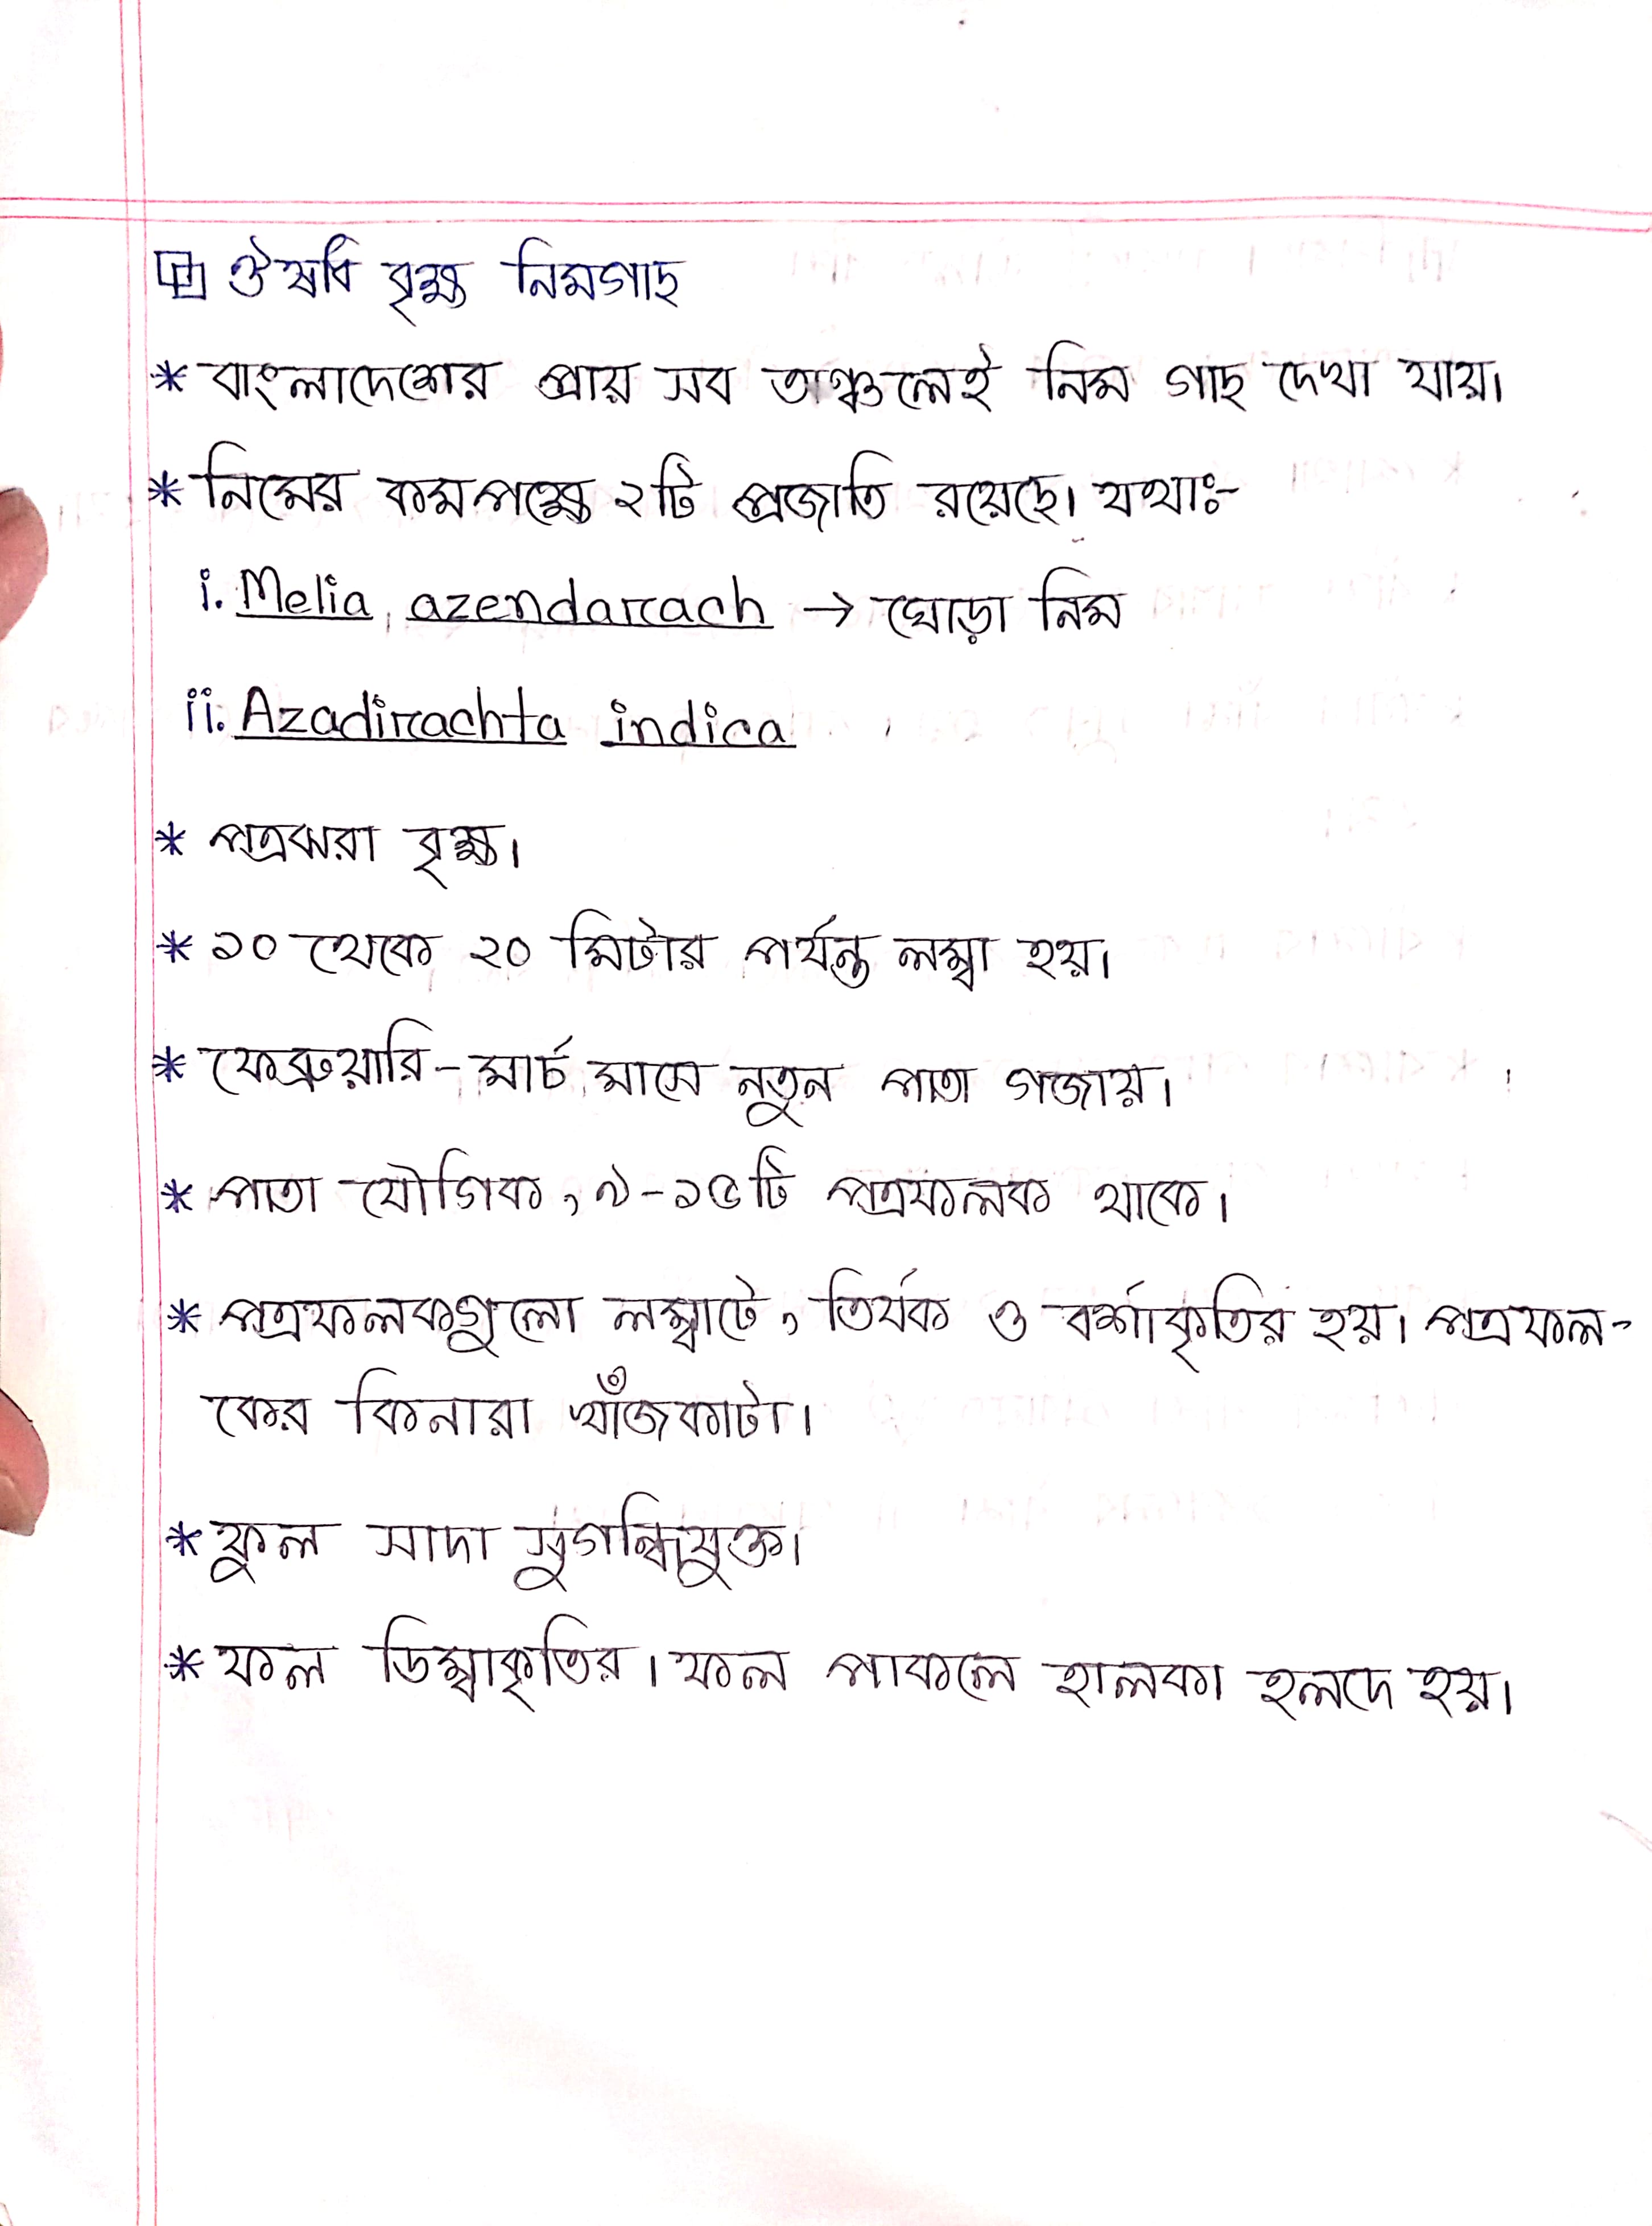 ঔষধি বৃক্ষ নিমগাছ
* বাংলাদেশের প্রায় সব অঞ্চলেই নিম গাছ দেখা যায়।
* নিমের কমপক্ষে ২টি প্রজাতি রয়েছে। যথাঃ-
i. Melia azendarach → ঘোড়া নিম
ii. Azadirachta indica
* পত্রঝরা বৃক্ষ।
* ১০ থেকে ২০ মিটার পর্যন্ত লম্বা হয়।
* ফেব্রুয়ারি - মার্চ মাসে নতুন পাতা গজায়।
* পাতা যৌগিক, ৯ - ১৫টি পত্রফলক থাকে।
* পত্রফলকগুলো লম্বাটে, তির্যক ও বর্শাকৃতির হয়। পত্রফল-
কের কিনারা খাঁজকাটা।
* ফুল সাদা সুগন্ধিযুক্ত।
* ফল ডিম্বাকৃতির। ফল পাকলে হালকা হলদে হয়।